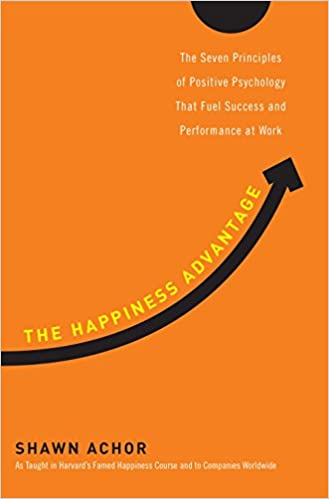 The Seven Principles
of Positive Psychology
That Fuel Success and
Performance at Work
THE HAPPINESS ADVANTAGE
SHAWN ACHOR
As Taught in Harvard's Famed Happiness Course and to Companies Worldwide